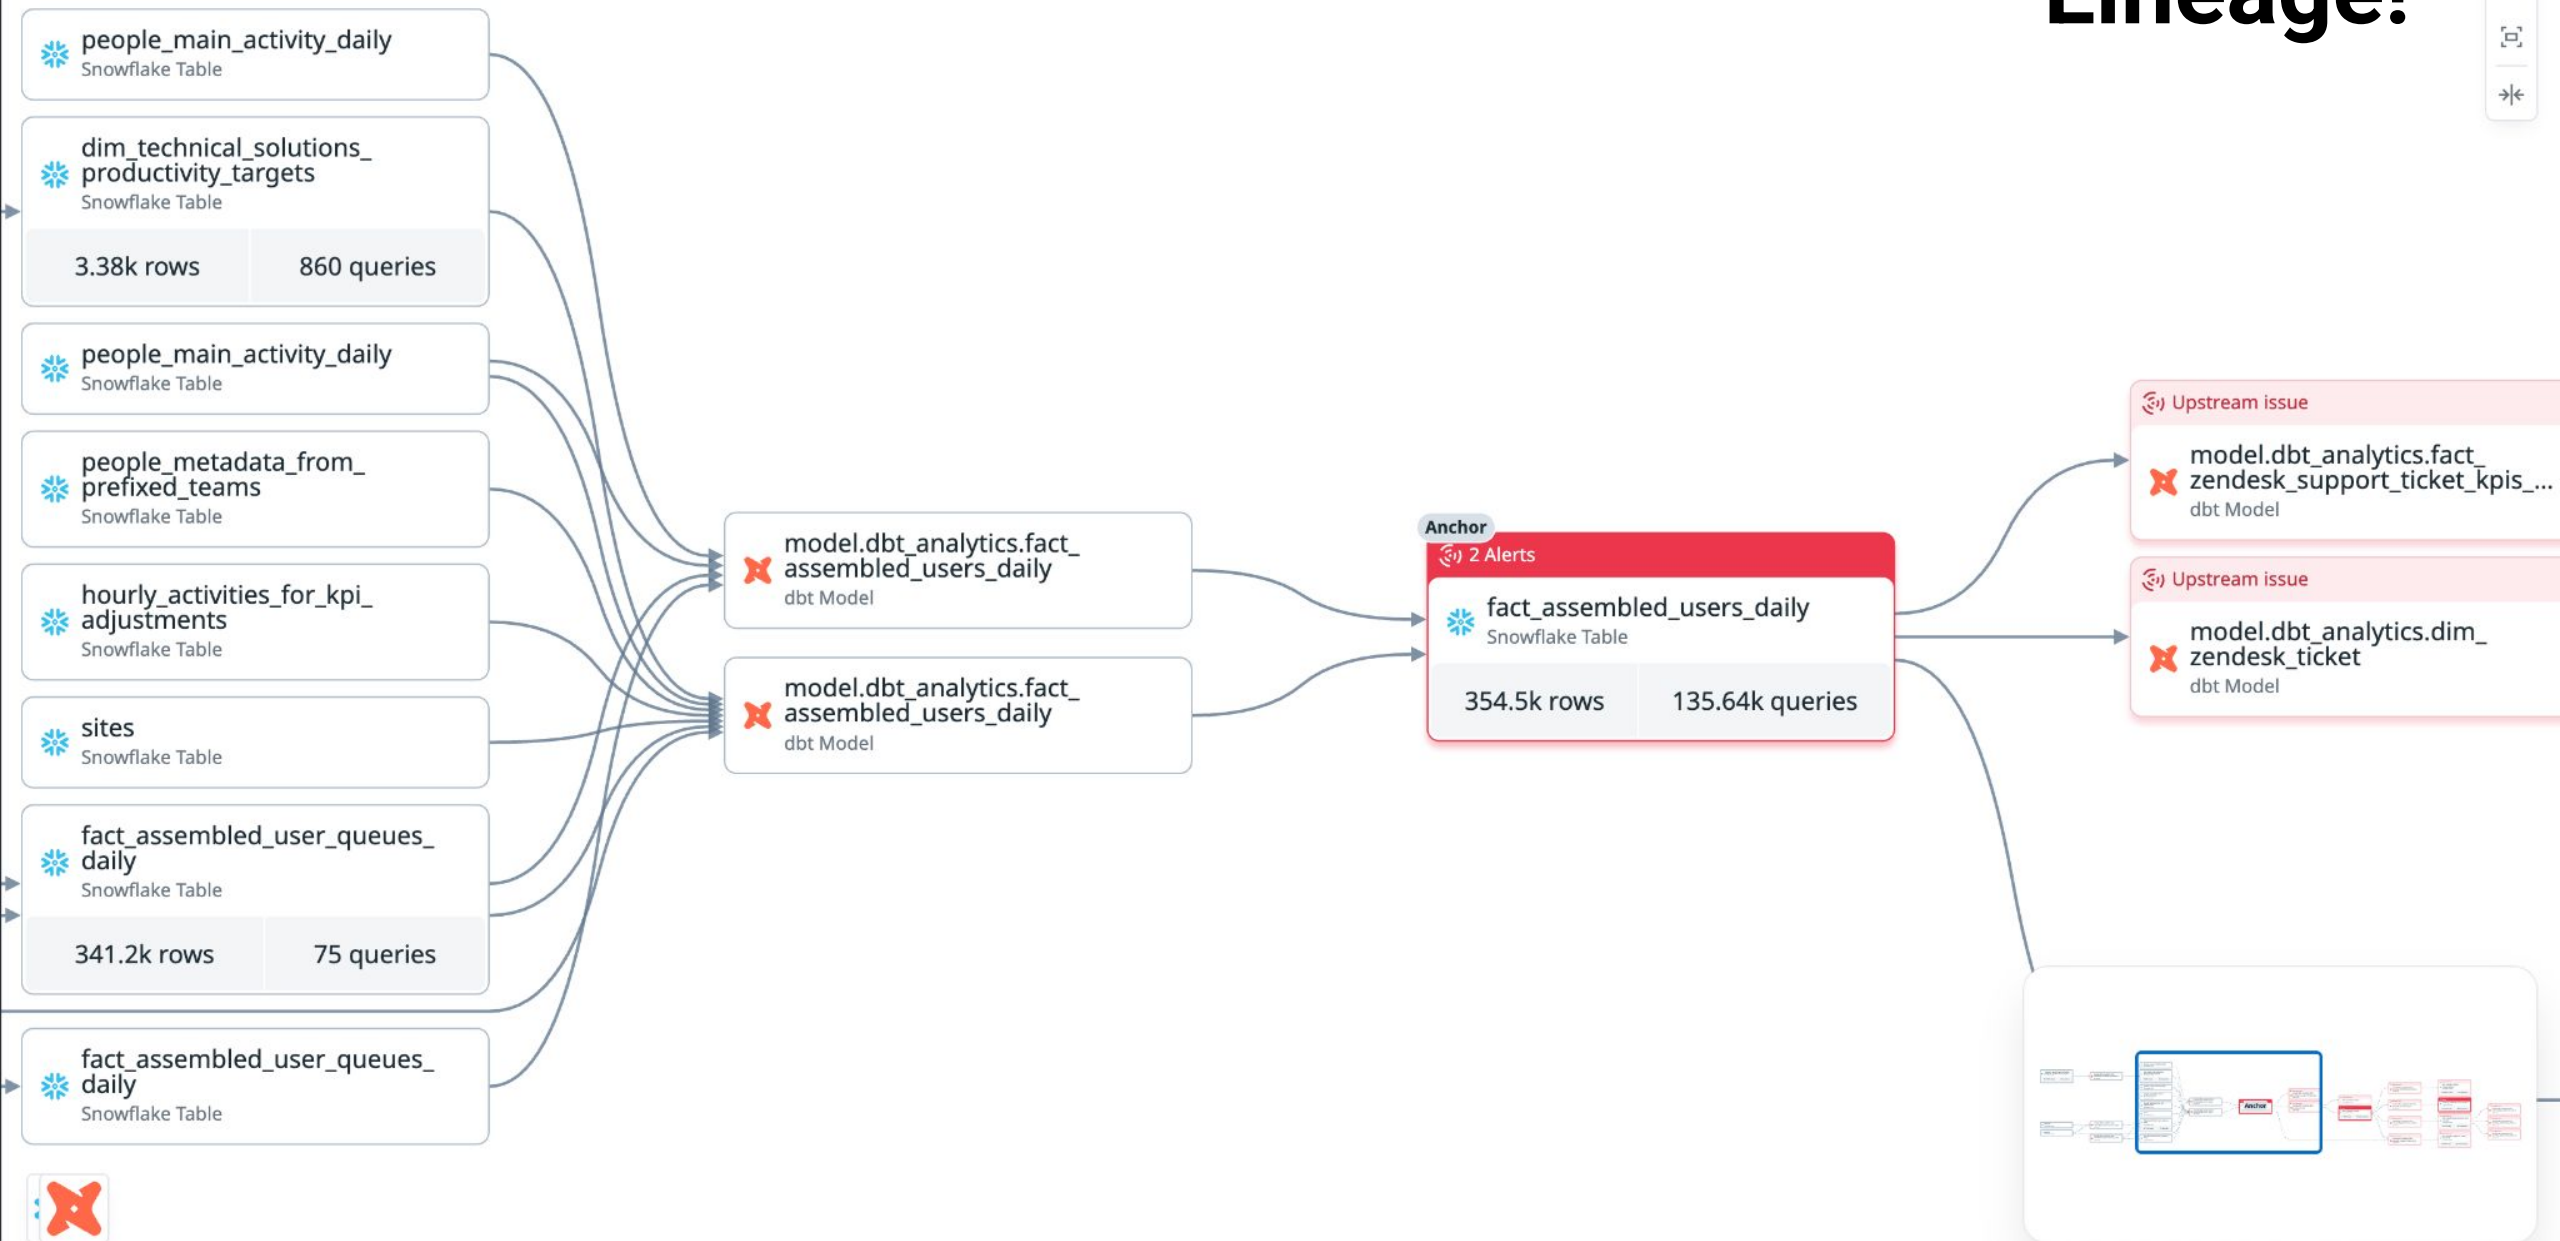 Lineage!
people_main_activity_daily
Snowflake Table
dim_technical_solutions_
productivity_targets
Snowflake Table
3.38k rows
860 queries
people_main_activity_daily
Snowflake Table
people_metadata_from_
prefixed_teams
Snowflake Table
hourly_activities_for_kpi_
adjustments
Snowflake Table
sites
Snowflake Table
fact_assembled_user_queues_
daily
Snowflake Table
341.2k rows
75 queries
fact_assembled_user_queues_
daily
Snowflake Table
model.dbt_analytics.fact_
assembled_users_daily
dbt Model
model.dbt_analytics.fact_
assembled_users_daily
dbt Model
Anchor
2 Alerts
fact_assembled_users_daily
Snowflake Table
354.5k rows
135.64k queries
Upstream issue
model.dbt_analytics.fact_
zendesk_support_ticket_kpis_...
dbt Model
Upstream issue
model.dbt_analytics.dim_
zendesk_ticket
dbt Model
Anchor